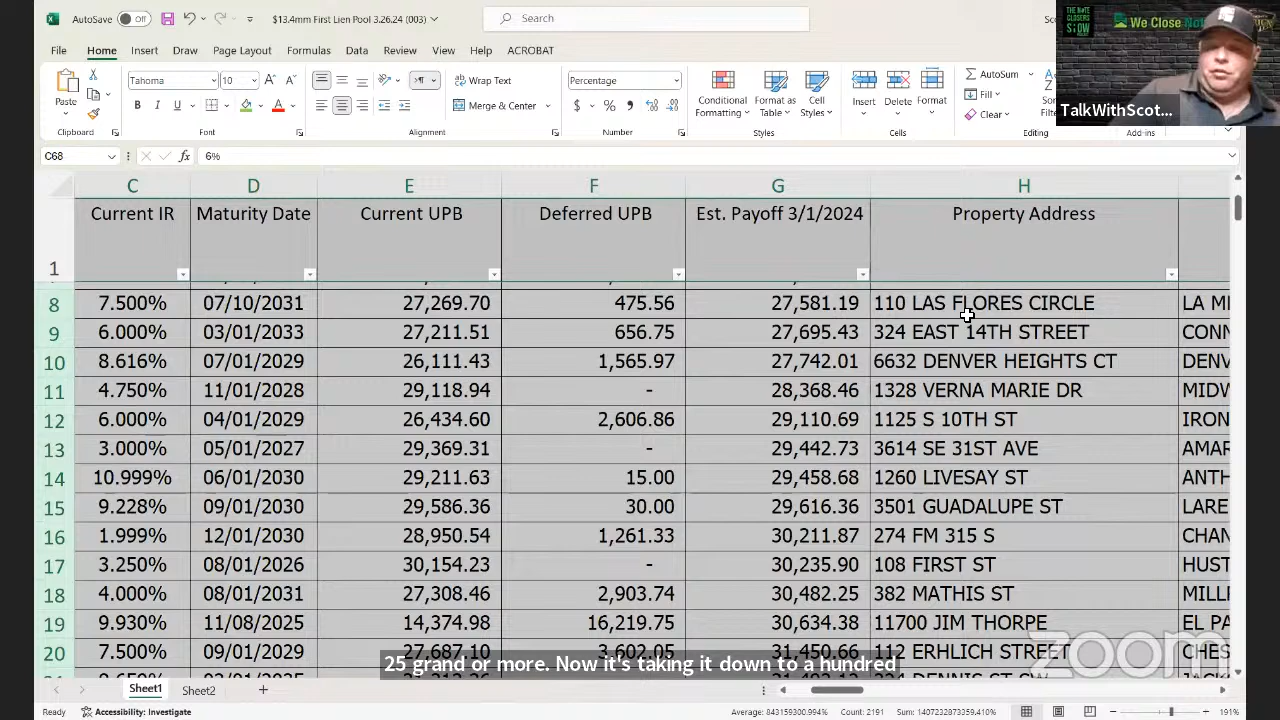 AutoSave Off $13.4mm First Lien Pool 3.26.24 (003) Search
THE NOTE CLOSERS SHOW
We Close
TalkWithScot...
File Home Insert Draw Page Layout Formulas Data Review View Help ACROBAT
Paste Tahoma 10 Wrap Text Percentage AutoSum
B I U Merge & Center $ % Conditional Formatting Format as Table Cell Styles Insert Delete Format Fill
Clear
Clipboard Font Alignment Number Styles Cells Editing Add-ins
C68 fx 6%
C D E F G H
1 Current IR Maturity Date Current UPB Deferred UPB Est. Payoff 3/1/2024 Property Address
8 7.500% 07/10/2031 27,269.70 475.56 27,581.19 110 LAS FLORES CIRCLE
9 6.000% 03/01/2033 27,211.51 656.75 27,695.43 324 EAST 14TH STREET CONN
10 8.616% 07/01/2029 26,111.43 1,565.97 27,742.01 6632 DENVER HEIGHTS CT DENV
11 4.750% 11/01/2028 29,118.94 - 28,368.46 1328 VERNA MARIE DR MIDW
12 6.000% 04/01/2029 26,434.60 2,606.86 29,110.69 1125 S 10TH ST IRON
13 3.000% 05/01/2027 29,369.31 - 29,442.73 3614 SE 31ST AVE AMAR
14 10.999% 06/01/2030 29,211.63 15.00 29,458.68 1260 LIVESAY ST ANTH
15 9.228% 09/01/2030 29,586.36 30.00 29,616.36 3501 GUADALUPE ST LARE
16 1.999% 12/01/2030 28,950.54 1,261.33 30,211.87 274 FM 315 S CHAN
17 3.250% 08/01/2026 30,154.23 - 30,235.90 108 FIRST ST HUST
18 4.000% 08/01/2031 27,308.46 2,903.74 30,482.25 382 MATHIS ST MILL
19 9.930% 11/08/2025 14,374.98 16,219.75 30,634.38 11700 JIM THORPE EL PA
20 7.500% 09/01/2029 27,687.10 3,602.05 31,450.66 112 ERHLICH STREET CHES
25 grand or more. Now it's taking it down to a hundred
zoom
Sheet1 Sheet2
Ready Accessibility: Investigate Average: 843159300.994% Count: 2191 Sum: 1407232873359.410% 191%